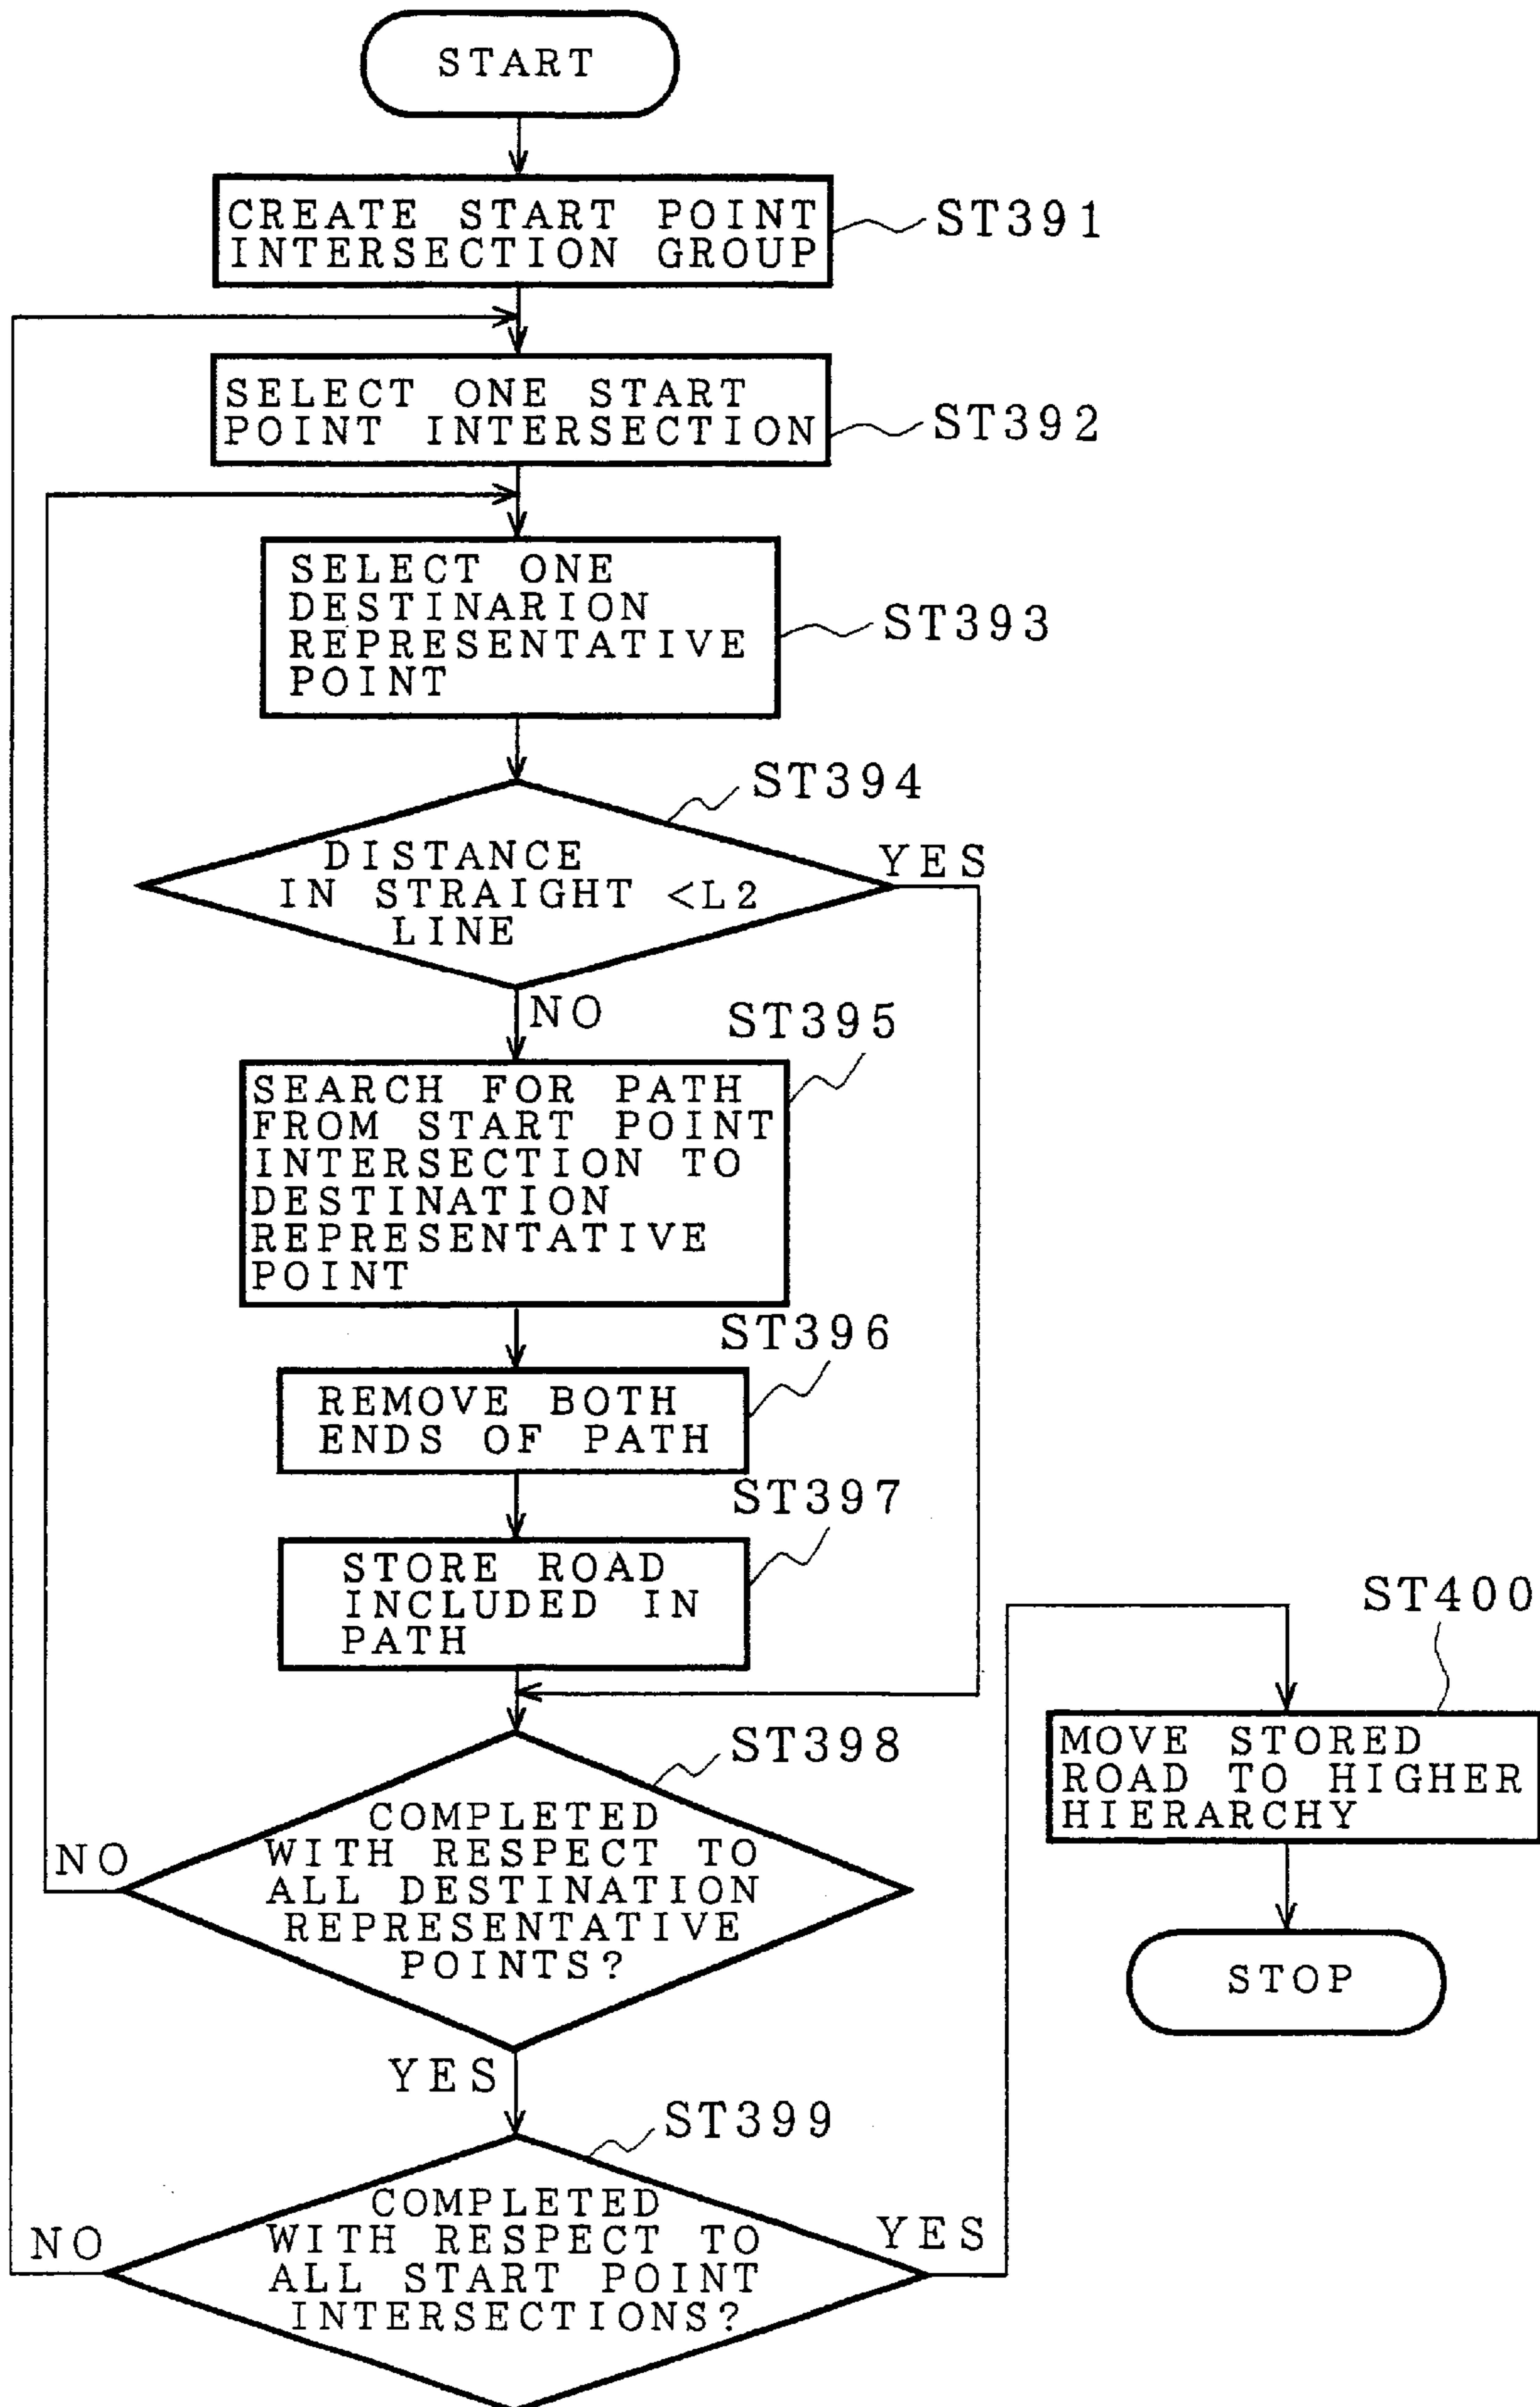 START
CREATE START POINT
INTERSECTION GROUP
ST391
SELECT ONE START
POINT INTERSECTION
ST392
SELECT ONE
DESTINARION
REPRESENTATIVE
POINT
ST393
ST394
DISTANCE
IN STRAIGHT <L2
LINE
YES
NO
ST395
SEARCH FOR PATH
FROM START POINT
INTERSECTION TO
DESTINATION
REPRESENTATIVE
POINT
ST396
REMOVE BOTH
ENDS OF PATH
ST397
STORE ROAD
INCLUDED IN
PATH
ST398
COMPLETED
WITH RESPECT TO
ALL DESTINATION
REPRESENTATIVE
POINTS?
NO
YES
ST399
COMPLETED
WITH RESPECT TO
ALL START POINT
INTERSECTIONS?
NO
YES
ST400
MOVE STORED
ROAD TO HIGHER
HIERARCHY
STOP